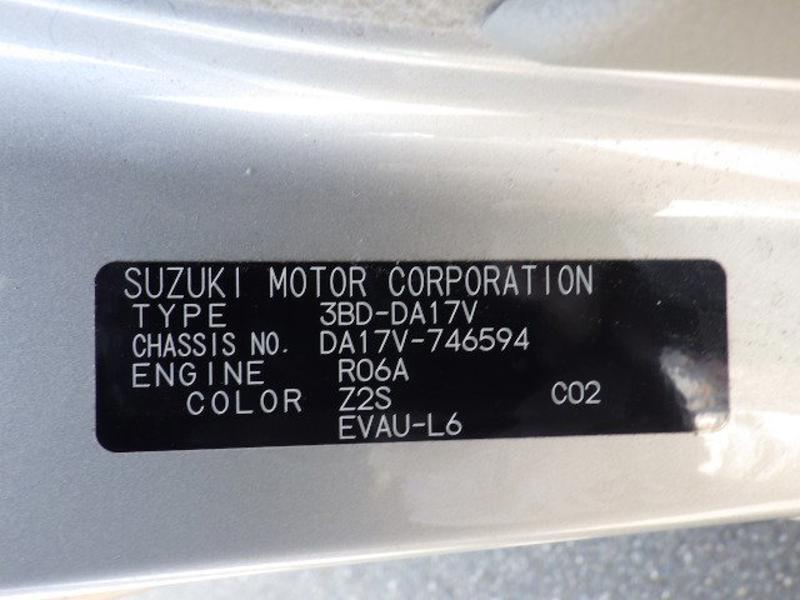 SUZUKI MOTOR CORPORATION
TYPE 3BD-DA17V
CHASSIS NO. DA17V-746594
ENGINE R06A
COLOR Z2S C02
EVAU-L6